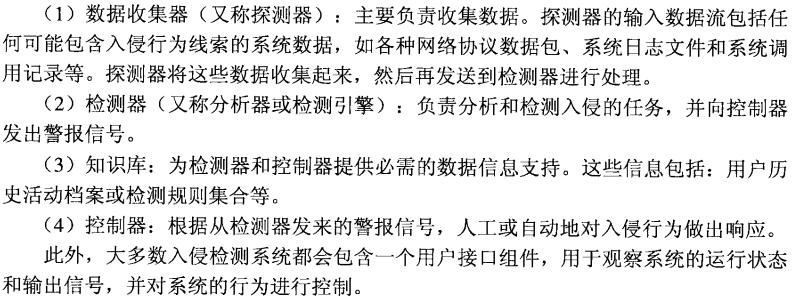 （1）数据收集器（又称探测器）：主要负责收集数据。探测器的输入数据流包括任
何可能包含入侵行为线索的系统数据，如各种网络协议数据包、系统日志文件和系统调
用记录等。探测器将这些数据收集起来，然后再发送到检测器进行处理。
（2）检测器（又称分析器或检测引擎）：负责分析和检测入侵的任务，并向控制器
发出警报信号。
（3）知识库：为检测器和控制器提供必需的数据信息支持。这些信息包括：用户历
史活动档案或检测规则集合等。
（4）控制器：根据从检测器发来的警报信号，人工或自动地对入侵行为做出响应。
此外，大多数入侵检测系统都会包含一个用户接口组件，用于观察系统的运行状态
和输出信号，并对系统的行为进行控制。